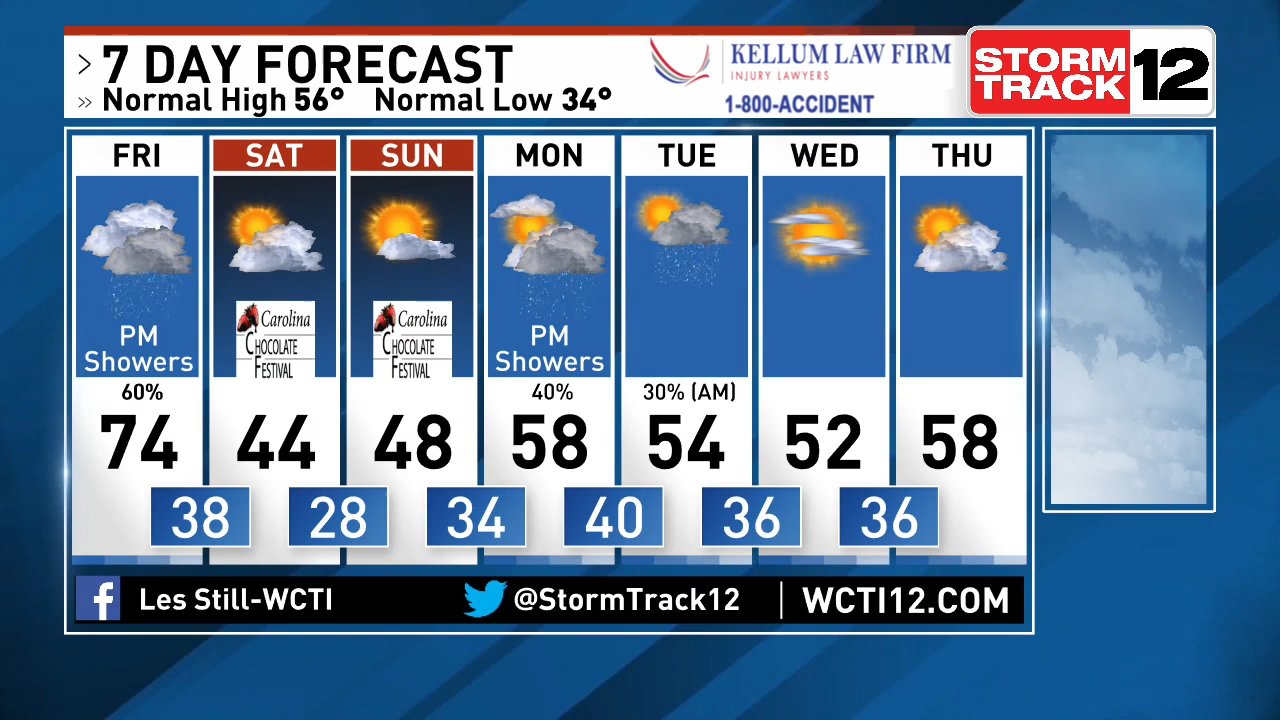 > 7 DAY FORECAST
» Normal High 56° Normal Low 34°
KELLUM LAW FIRM
INJURY LAWYERS
1-800-ACCIDENT
STORM
TRACK
12
FRI SAT SUN MON TUE WED THU
Carolina Carolina
CHOCOLATE CHOCOLATE
FESTIVAL FESTIVAL
PM PM
Showers Showers
60% 40% 30% (AM)
74 44 48 58 54 52 58
38 28 34 40 36 36
f Les Still-WCTI @StormTrack12 | WCTI12.COM